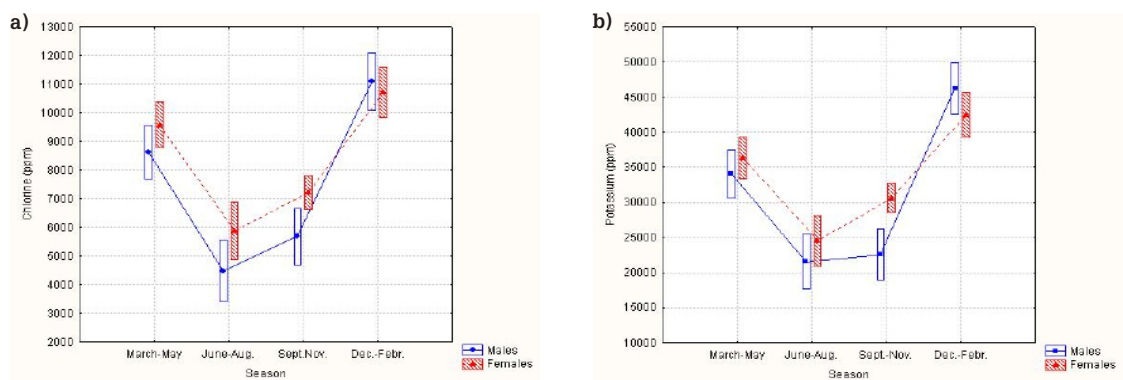 a)
13000
12000
11000
10000
9000
8000
7000
6000
5000
4000
3000
2000
Chlorine (ppm)
March-May June-Aug. Sept.Nov. Dec.-Febr.
Season
Males
Females
b)
55000
50000
45000
40000
35000
30000
25000
20000
15000
10000
Potassium (ppm)
March-May June-Aug. Sept.-Nov. Dec.-Febr.
Season
Males
Females